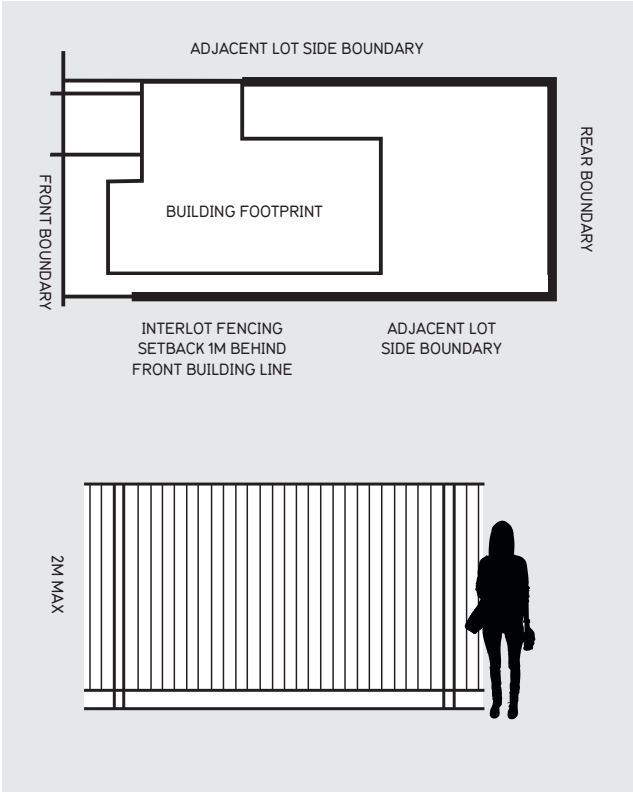 ADJACENT LOT SIDE BOUNDARY
FRONT BOUNDARY
BUILDING FOOTPRINT
REAR BOUNDARY
INTERLOT FENCING
SETBACK 1M BEHIND
FRONT BUILDING LINE
ADJACENT LOT
SIDE BOUNDARY
2M MAX